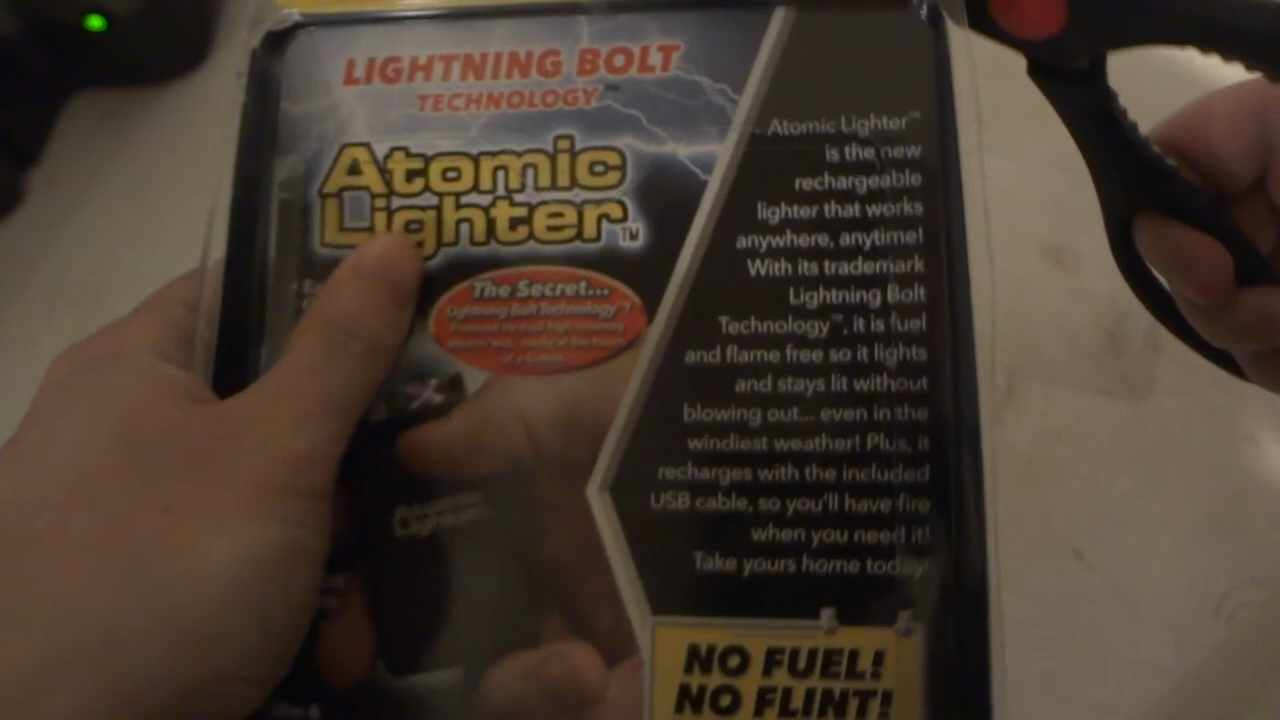 LIGHTNING BOLT
TECHNOLOGY™
Atomic
Lighter™
The Secret...
Lightning Bolt Technology™!
of a button.
Atomic Lighter™
is the new
rechargeable
lighter that works
anywhere, anytime!
With its trademark
Lightning Bolt
Technology™, it is fuel
and flame free so it lights
and stays lit without
blowing out... even in the
windiest weather! Plus, it
recharges with the included
USB cable, so you'll have fire
when you need it!
Take yours home today!
NO FUEL!
NO FLINT!